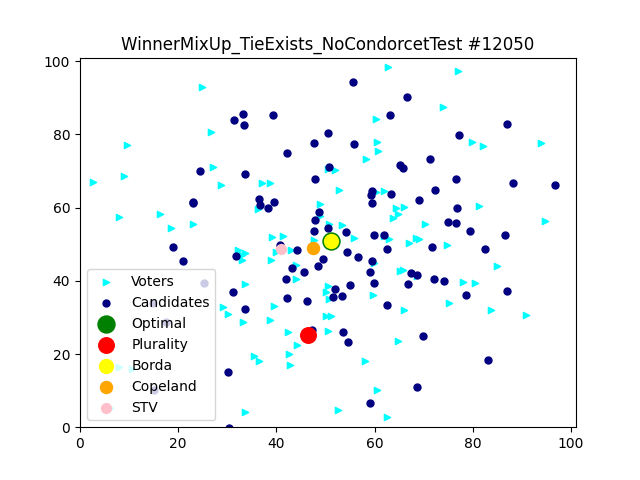 WinnerMixUp_TieExists_NoCondorcetTest #12050
100
80
60
40
20
0
Voters
Candidates
Optimal
Plurality
Borda
Copeland
STV
0 20 40 60 80 100